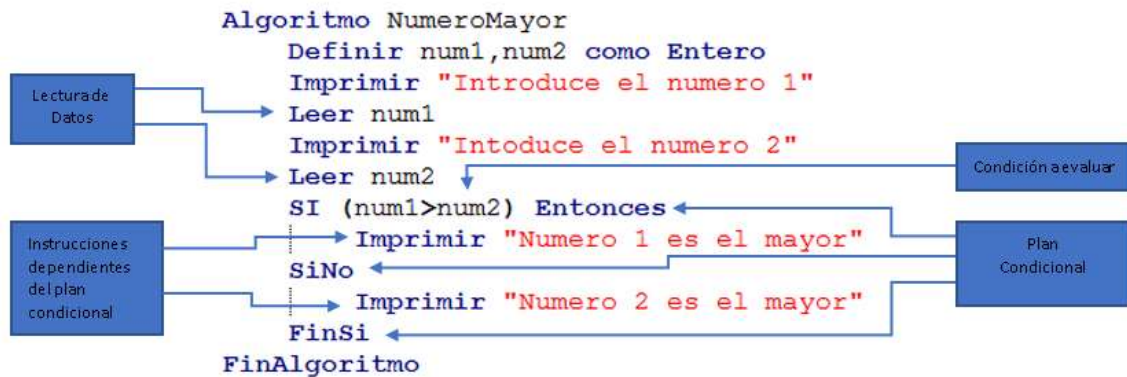 Algoritmo NumeroMayor
Definir num1,num2 como Entero
Imprimir "Introduce el numero 1"
Leer num1
Imprimir "Intoduce el numero 2"
Leer num2
SI (num1>num2) Entonces
Imprimir "Numero 1 es el mayor"
SiNo
Imprimir "Numero 2 es el mayor"
FinSi
FinAlgoritmo
Lectura de
Datos
Instrucciones
dependientes
del plan
condicional
Condición a evaluar
Plan
Condicional